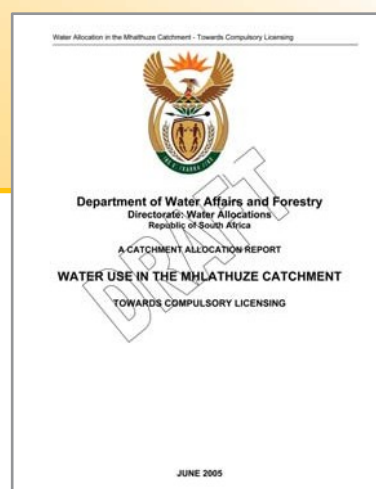 Water Allocation in the Mhalthuze Catchment - Towards Compulsory Licensing
DRAFT
Department of Water Affairs and Forestry
Directorate: Water Allocations
Republic of South Africa
A CATCHMENT ALLOCATION REPORT
WATER USE IN THE MHLATHUZE CATCHMENT
TOWARDS COMPULSORY LICENSING
JUNE 2005